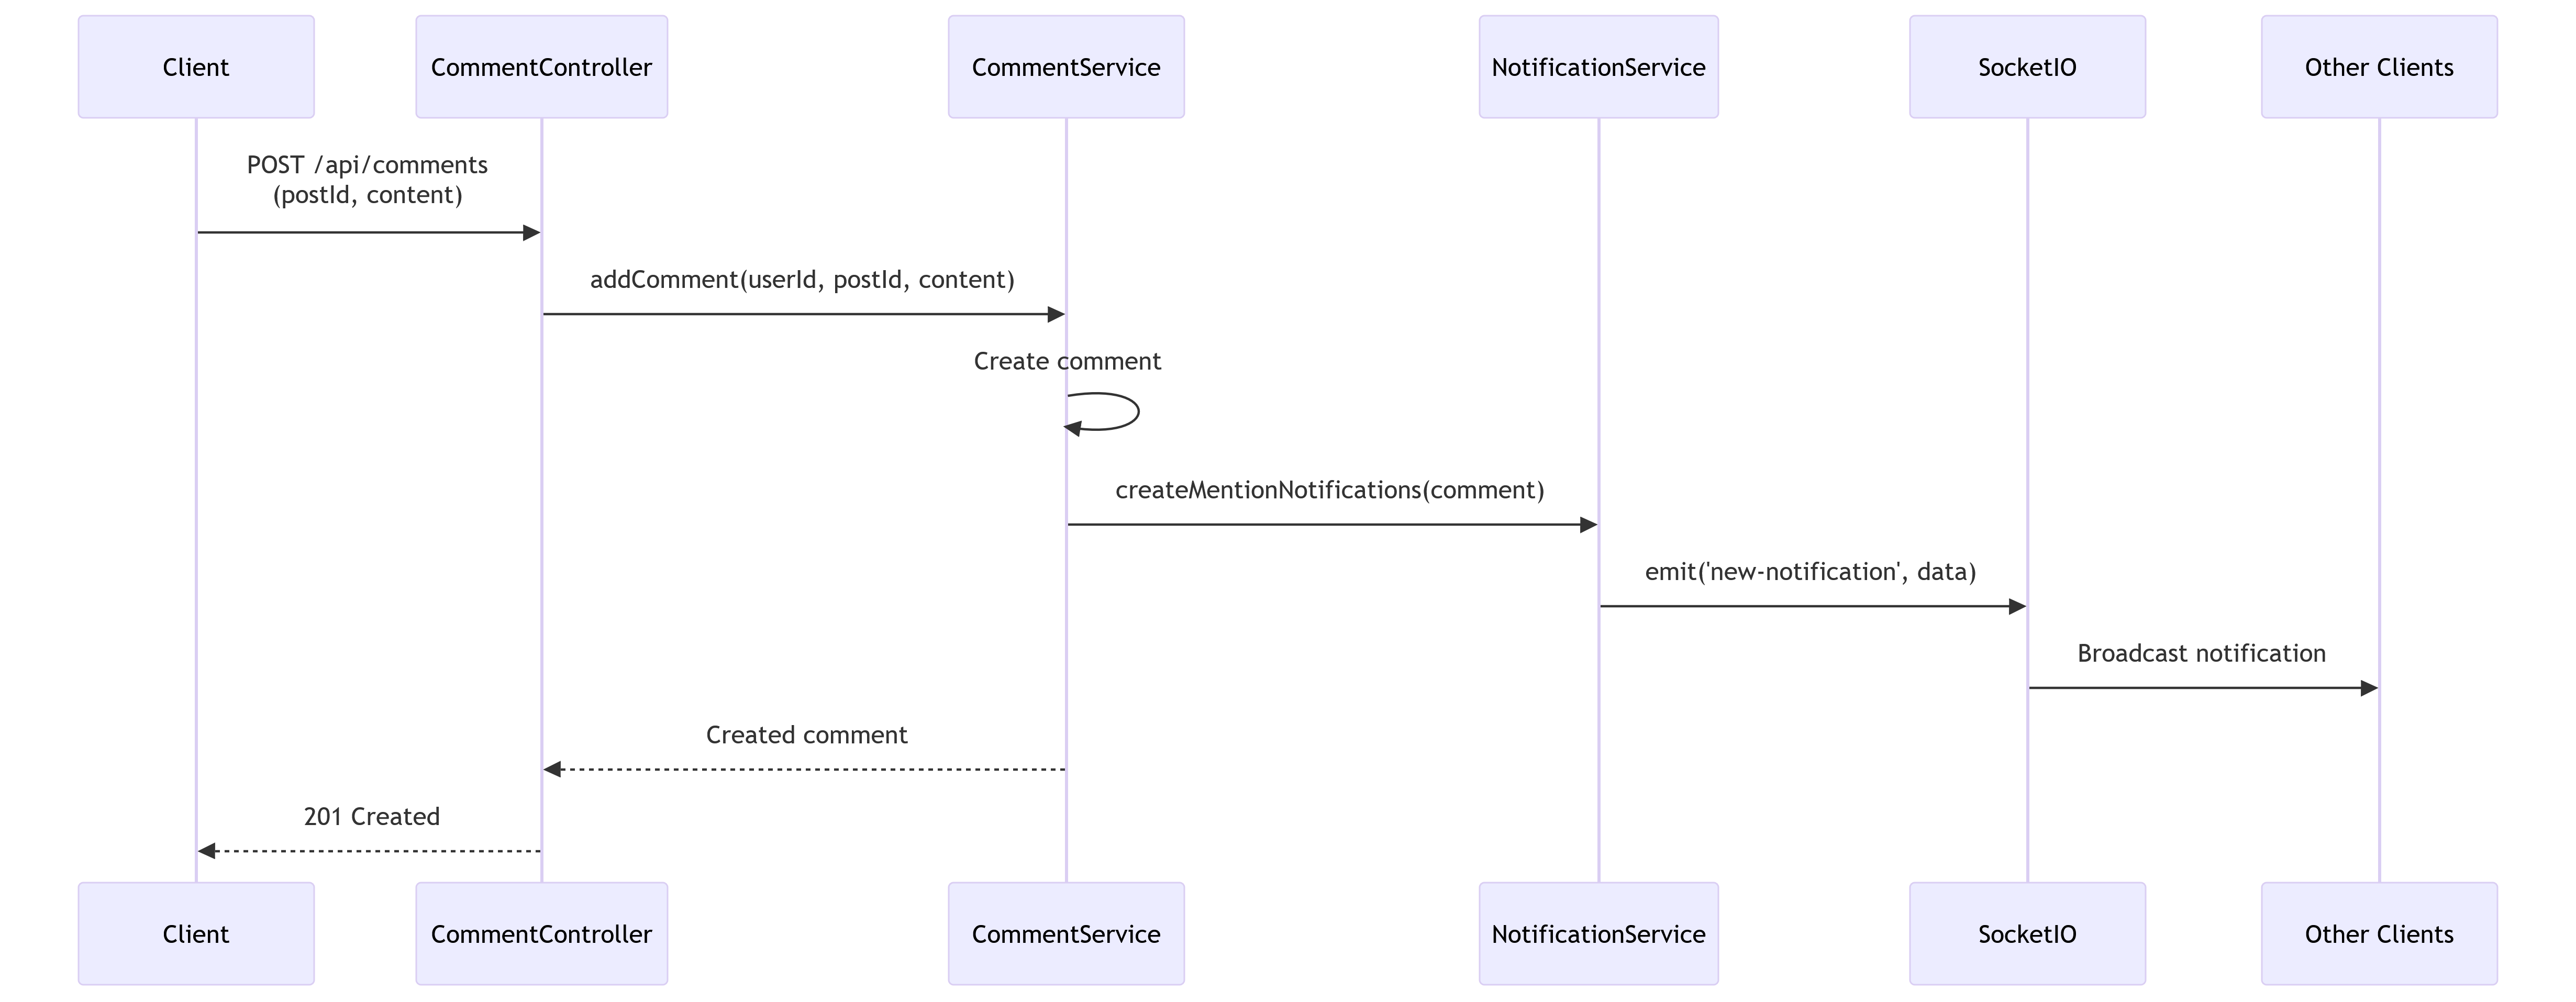 Client
CommentController
CommentService
NotificationService
SocketIO
Other Clients
POST /api/comments
(postId, content)
addComment(userId, postId, content)
Create comment
createMentionNotifications(comment)
emit('new-notification', data)
Broadcast notification
Created comment
201 Created
Client
CommentController
CommentService
NotificationService
SocketIO
Other Clients